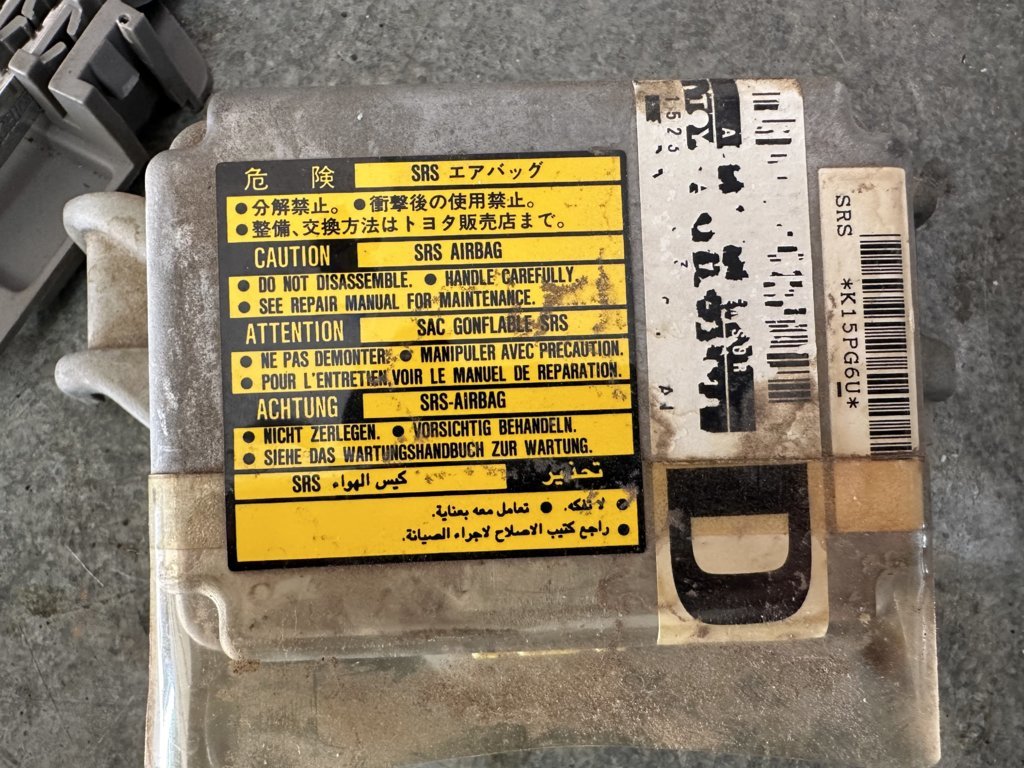 危 険
SRS エアバッグ
●分解禁止。 ●衝撃後の使用禁止。
●整備、交換方法はトヨタ販売店まで。
CAUTION
SRS AIRBAG
● DO NOT DISASSEMBLE. ● HANDLE CAREFULLY
● SEE REPAIR MANUAL FOR MAINTENANCE.
ATTENTION
SAC GONFLABLE SRS
● NE PAS DEMONTER. ● MANIPULER AVEC PRECAUTION.
● POUR L'ENTRETIEN,VOIR LE MANUEL DE REPARATION.
ACHTUNG
SRS-AIRBAG
● NICHT ZERLEGEN. ● VORSICHTIG BEHANDELN.
● SIEHE DAS WARTUNGSHANDBUCH ZUR WARTUNG.
تحذير
كيس الهواء SRS
● لا تفكه. ● تعامل معه بعناية.
● راجع كتيب الاصلاح لاجراء الصيانة.
D
SRS *K15PG6U*